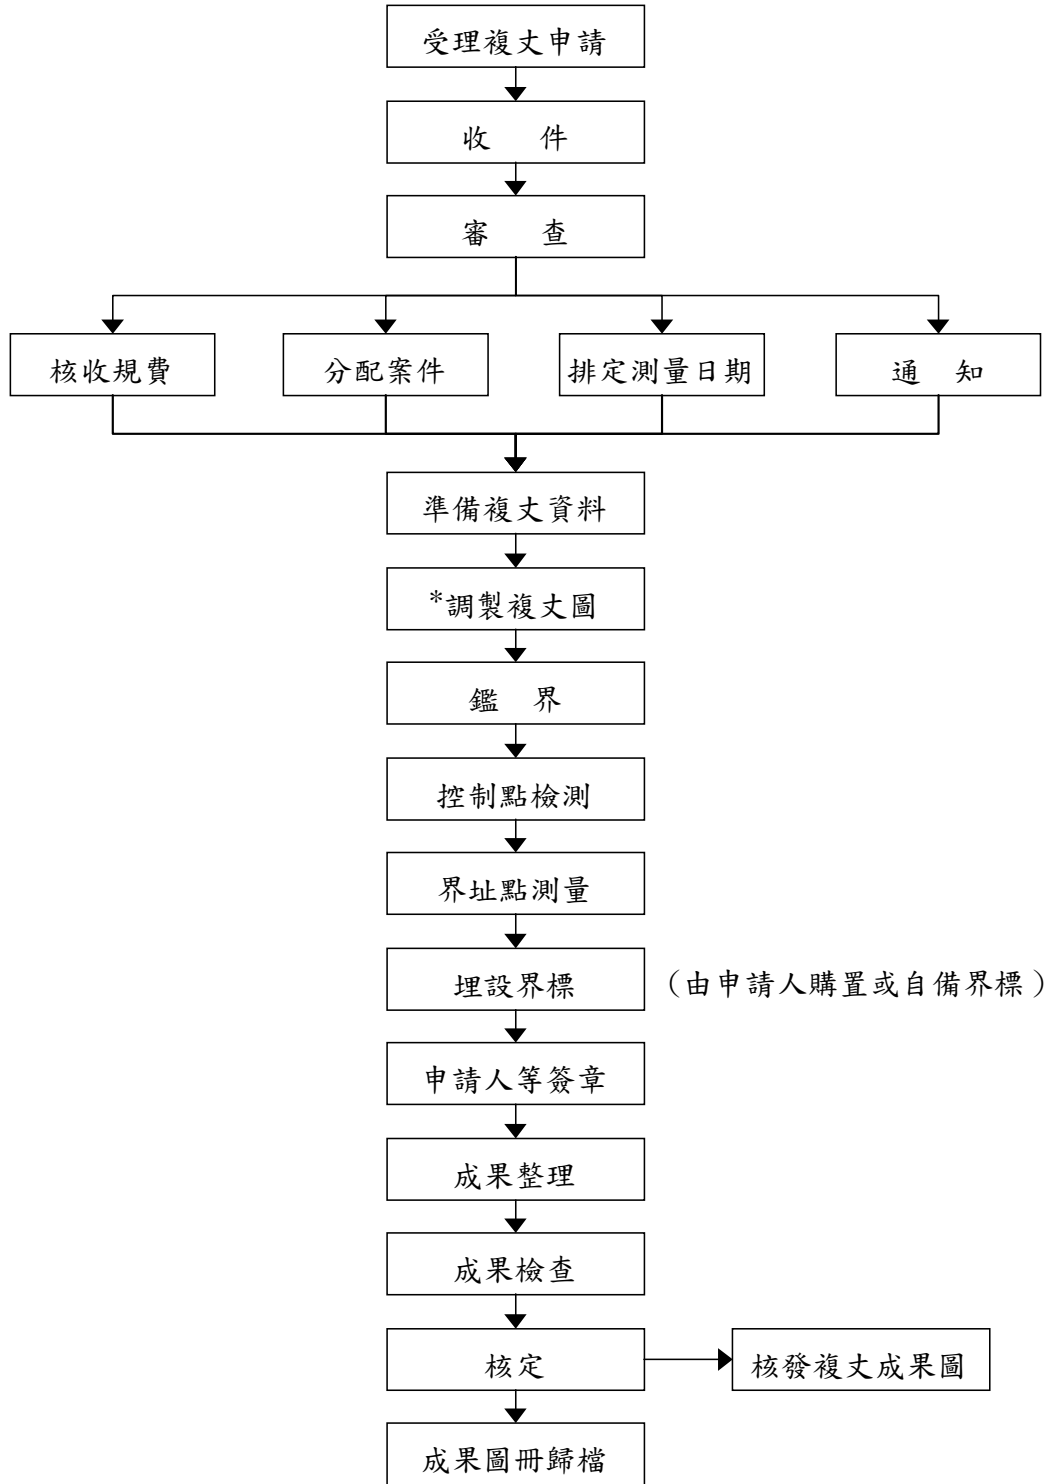 受理複丈申請
收 件
審 查
核收規費
分配案件
排定測量日期
通 知
準備複丈資料
*調製複丈圖
鑑 界
控制點檢測
界址點測量
埋設界標
（由申請人購置或自備界標）
申請人等簽章
成果整理
成果檢查
核定
核發複丈成果圖
成果圖冊歸檔